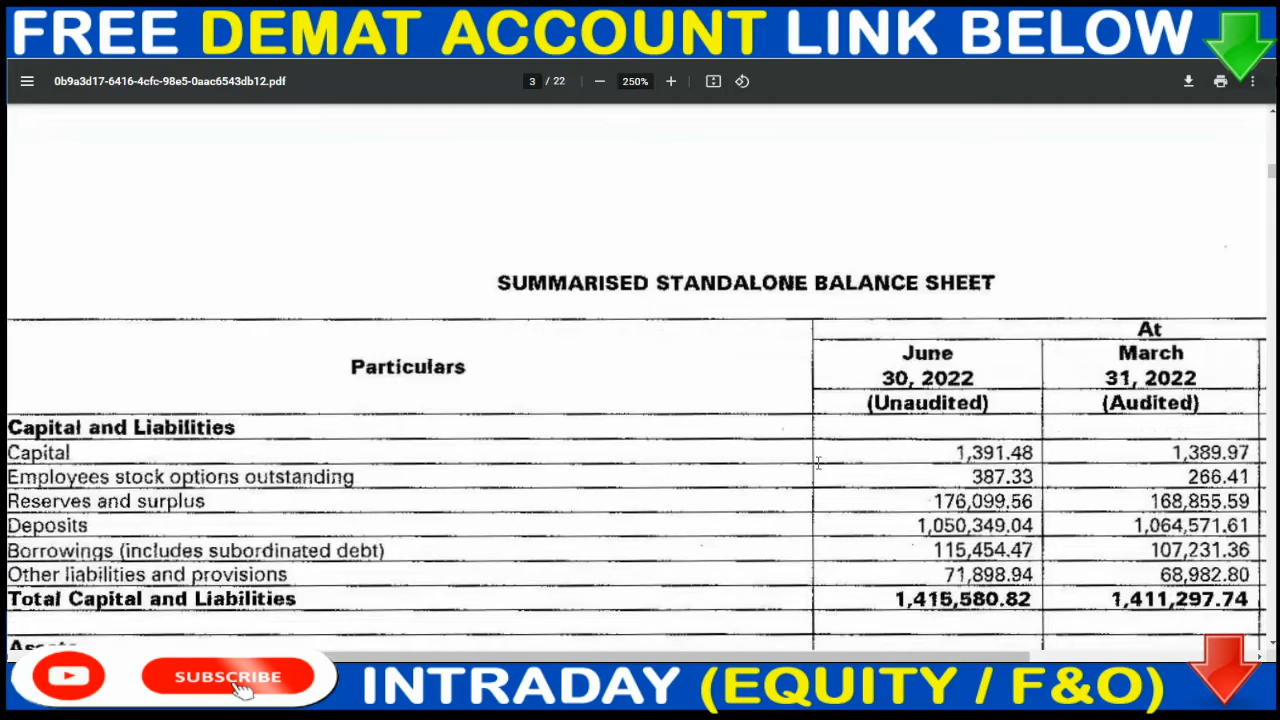 FREE DEMAT ACCOUNT LINK BELOW
0b9a3d17-6416-4cfc-98e5-0aac6543db12.pdf 3 / 22 250%
SUMMARISED STANDALONE BALANCE SHEET
At
Particulars June 30, 2022 (Unaudited) March 31, 2022 (Audited)
Capital and Liabilities
Capital 1,391.48 1,389.97
Employees stock options outstanding 387.33 266.41
Reserves and surplus 176,099.56 168,855.59
Deposits 1,050,349.04 1,064,571.61
Borrowings (includes subordinated debt) 115,454.47 107,231.36
Other liabilities and provisions 71,898.94 68,982.80
Total Capital and Liabilities 1,415,580.82 1,411,297.74
Assets
SUBSCRIBE
INTRADAY (EQUITY / F&O)